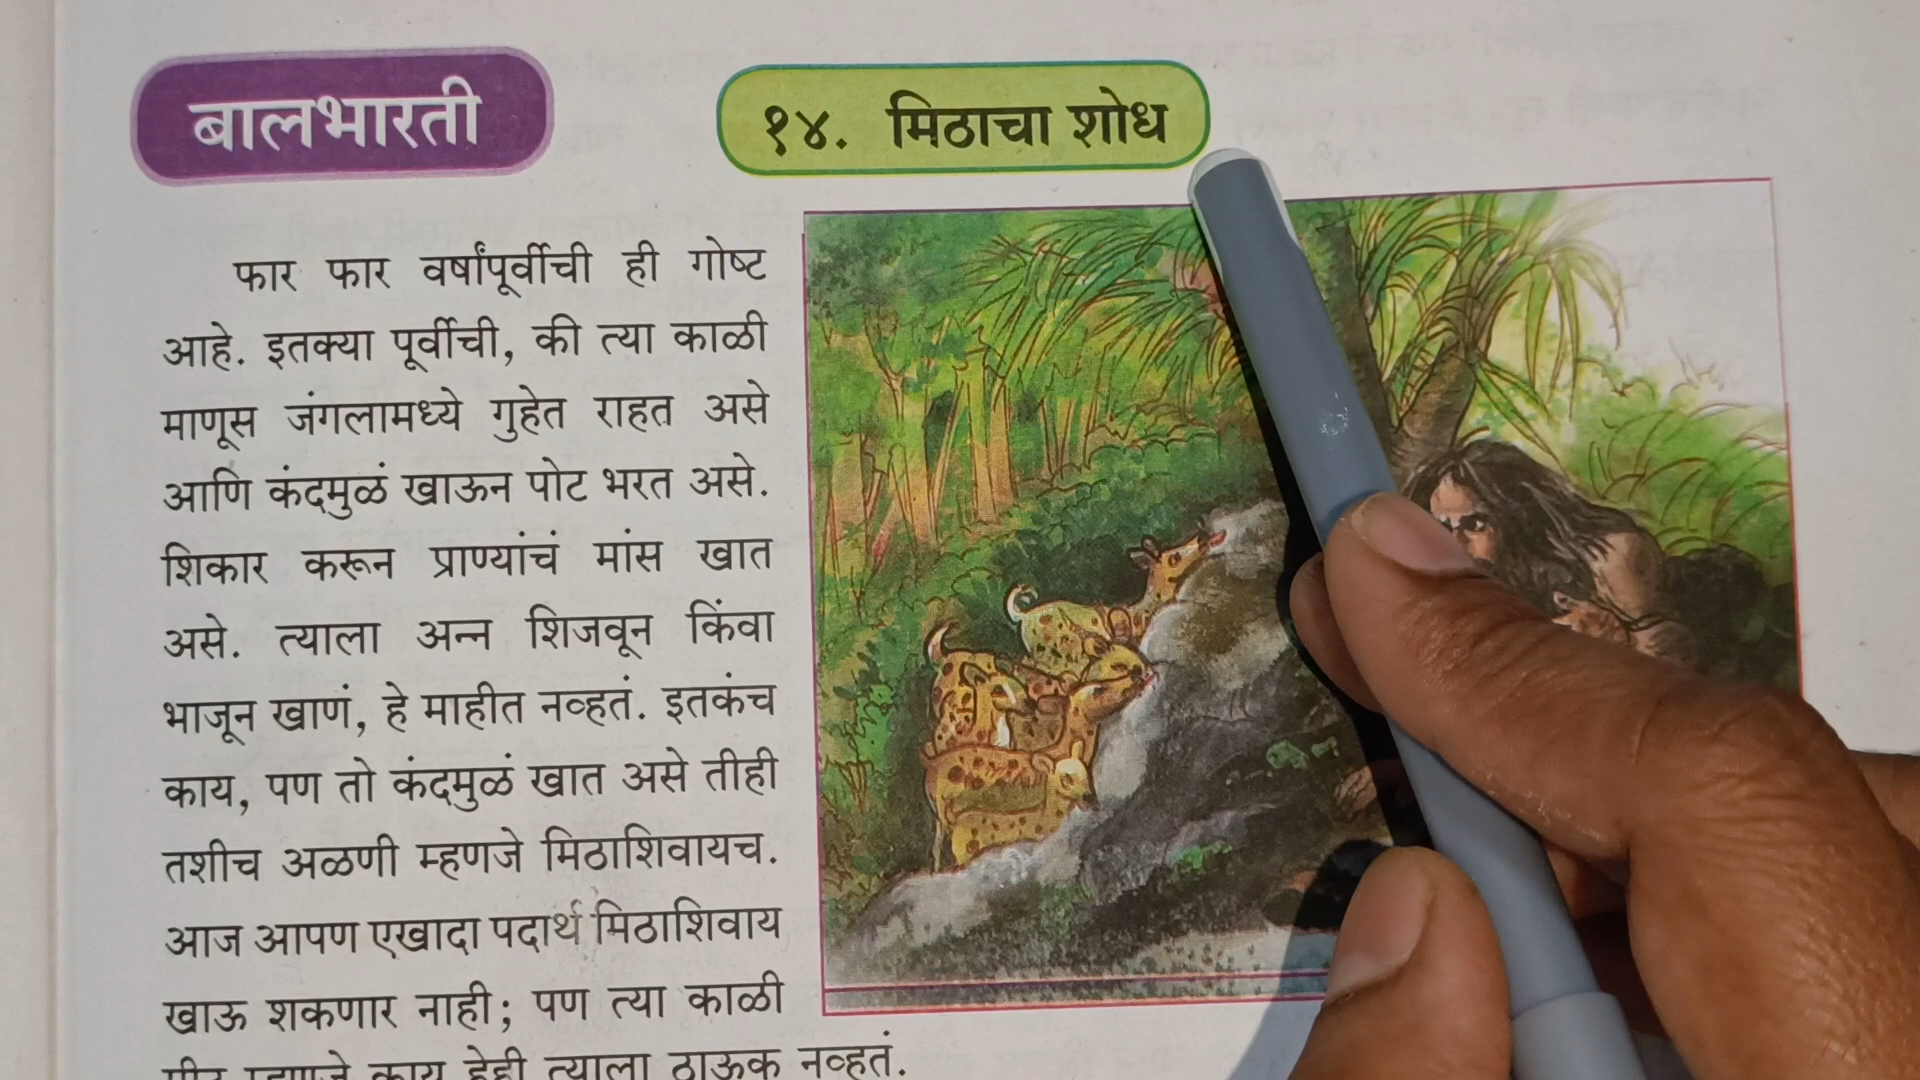 बालभारती
१४. मिठाचा शोध
फार फार वर्षांपूर्वीची ही गोष्ट
आहे. इतक्या पूर्वीची, की त्या काळी
माणूस जंगलामध्ये गुहेत राहत असे
आणि कंदमुळं खाऊन पोट भरत असे.
शिकार करून प्राण्यांचं मांस खात
असे. त्याला अन्न शिजवून किंवा
भाजून खाणं, हे माहीत नव्हतं. इतकंच
काय, पण तो कंदमुळं खात असे तीही
तशीच अळणी म्हणजे मिठाशिवायच.
आज आपण एखादा पदार्थ मिठाशिवाय
खाऊ शकणार नाही; पण त्या काळी
मीठ म्हणजे काय हेही त्याला ठाऊक नव्हतं.